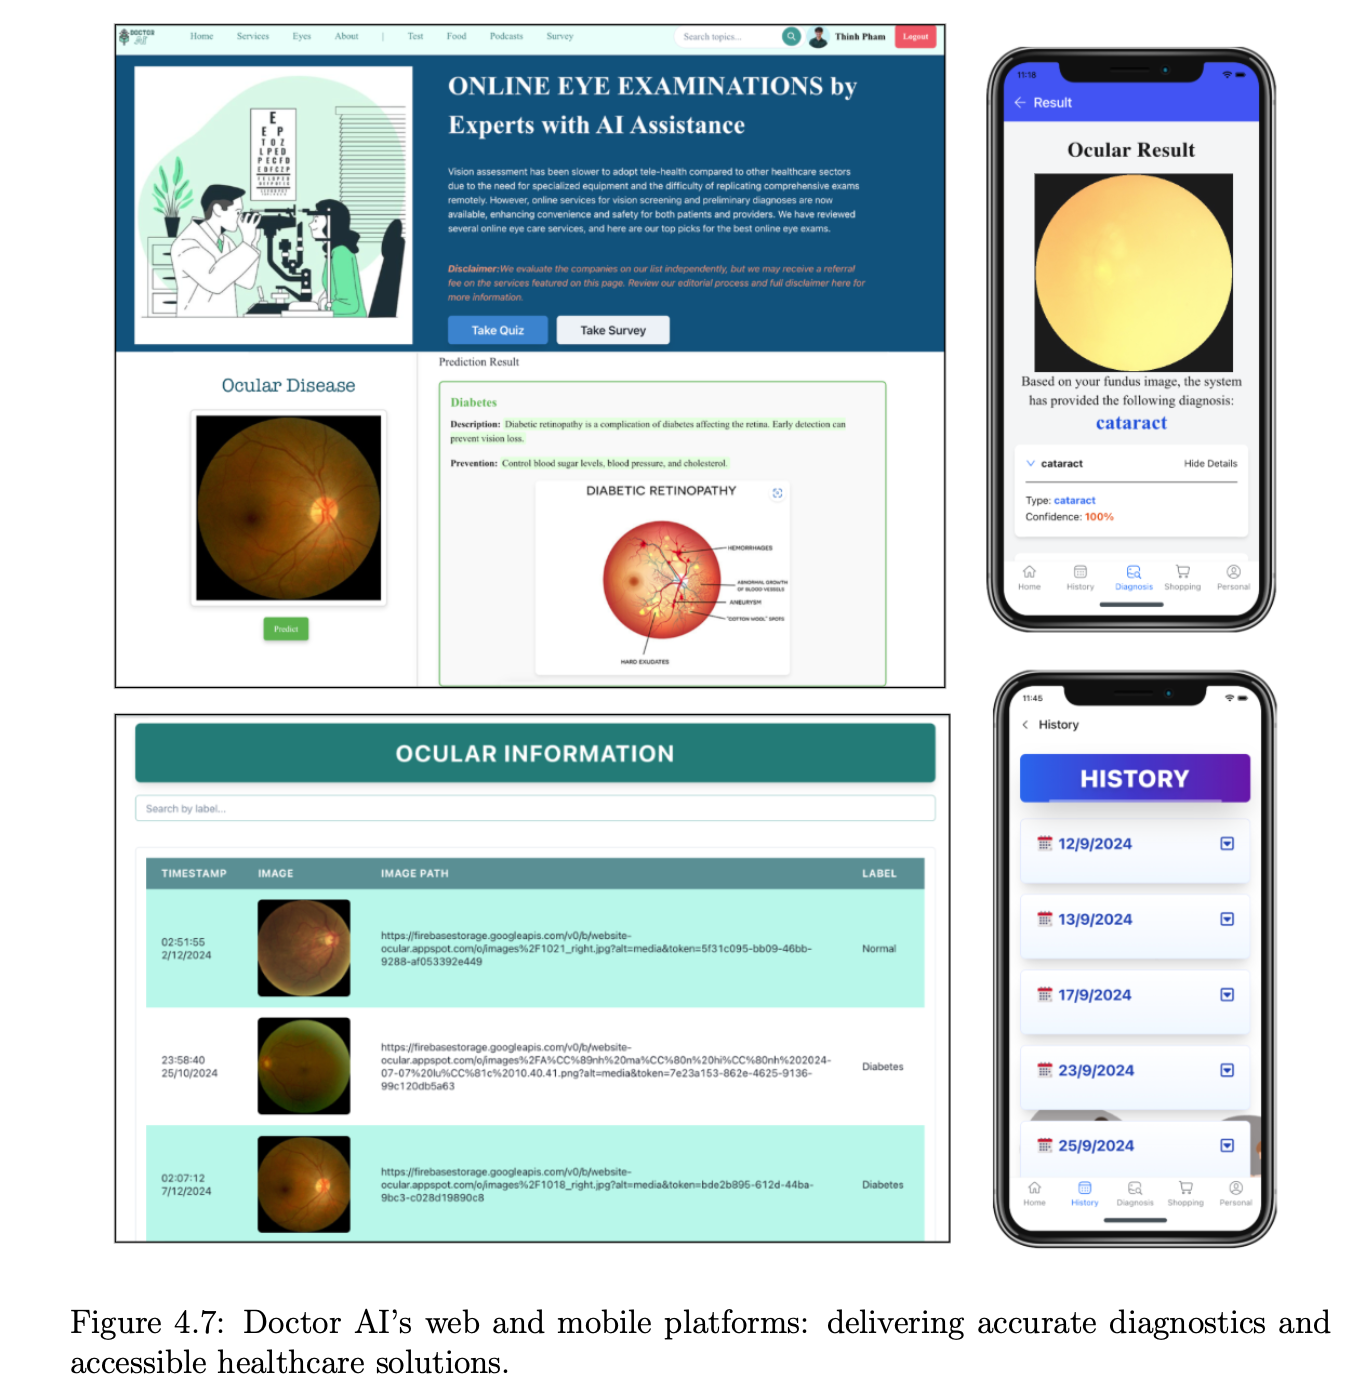 DOCTOR
AI
Home Services Eyes About | Test Food Podcasts Survey Search topics... Thinh Pham Logout
E
E P
T O Z
L P E D
P E C F D
E D F C Z P
ONLINE EYE EXAMINATIONS by
Experts with AI Assistance
Vision assessment has been slower to adopt tele-health compared to other healthcare sectors
due to the need for specialized equipment and the difficulty of replicating comprehensive exams
remotely. However, online services for vision screening and preliminary diagnoses are now
available, enhancing convenience and safety for both patients and providers. We have reviewed
several online eye care services, and here are our top picks for the best online eye exams.
Disclaimer:We evaluate the companies on our list independently, but we may receive a referral
fee on the services featured on this page. Review our editorial process and full disclaimer here for
more information.
Take Quiz Take Survey
Ocular Disease
Predict
Prediction Result
Diabetes
Description: Diabetic retinopathy is a complication of diabetes affecting the retina. Early detection can
prevent vision loss.
Prevention: Control blood sugar levels, blood pressure, and cholesterol.
DIABETIC RETINOPATHY
HEMORRHAGES
ABNORMAL GROWTH
OF BLOOD VESSELS
ANEURYSM
"COTTON WOOL" SPOTS
HARD EXUDATES
11:18
Result
Ocular Result
Based on your fundus image, the system
has provided the following diagnosis:
cataract
cataract Hide Details
Type: cataract
Confidence: 100%
Home History Diagnosis Shopping Personal
OCULAR INFORMATION
Search by label...
TIMESTAMP IMAGE IMAGE PATH LABEL
02:51:55
2/12/2024
https://firebasestorage.googleapis.com/v0/b/website-
ocular.appspot.com/o/images%2F1021_right.jpg?alt=media&token=5f31c095-bb09-46bb-
9288-af053392e449
Normal
23:58:40
25/10/2024
https://firebasestorage.googleapis.com/v0/b/website-
ocular.appspot.com/o/images%2FA%CC%89nh%20ma%CC%80n%20hi%CC%80nh%202024-
07-07%20lu%CC%81c%2010.40.41.png?alt=media&token=7e23a153-862e-4625-9136-
99c120db5a63
Diabetes
02:07:12
7/12/2024
https://firebasestorage.googleapis.com/v0/b/website-
ocular.appspot.com/o/images%2F1018_right.jpg?alt=media&token=bde2b895-612d-44ba-
9bc3-c028d19890c8
Diabetes
11:45
History
HISTORY
12/9/2024
13/9/2024
17/9/2024
23/9/2024
25/9/2024
Home History Diagnosis Shopping Personal
Figure 4.7: Doctor AI's web and mobile platforms: delivering accurate diagnostics and
accessible healthcare solutions.